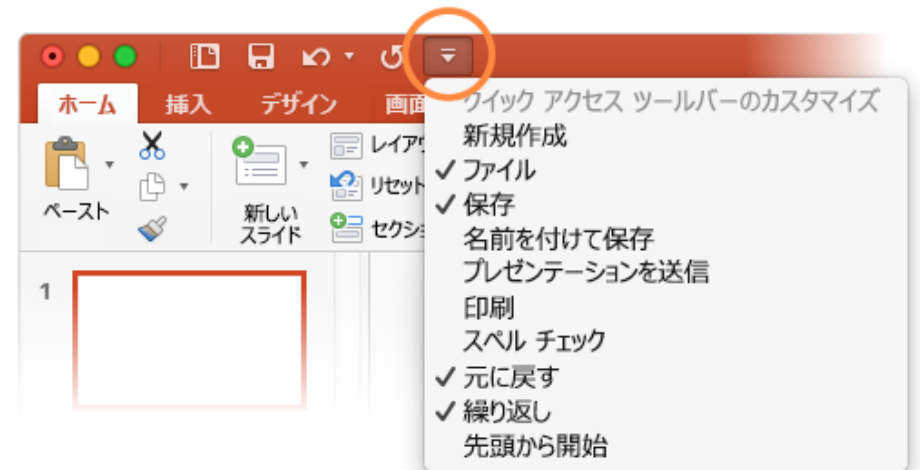 ホーム 挿入 デザイン 画面
クイック アクセス ツールバーのカスタマイズ
新規作成
ファイル
保存
名前を付けて保存
プレゼンテーションを送信
印刷
スペル チェック
元に戻す
繰り返し
先頭から開始
ペースト
新しい
スライド
レイアウ
リセット
セクショ
1